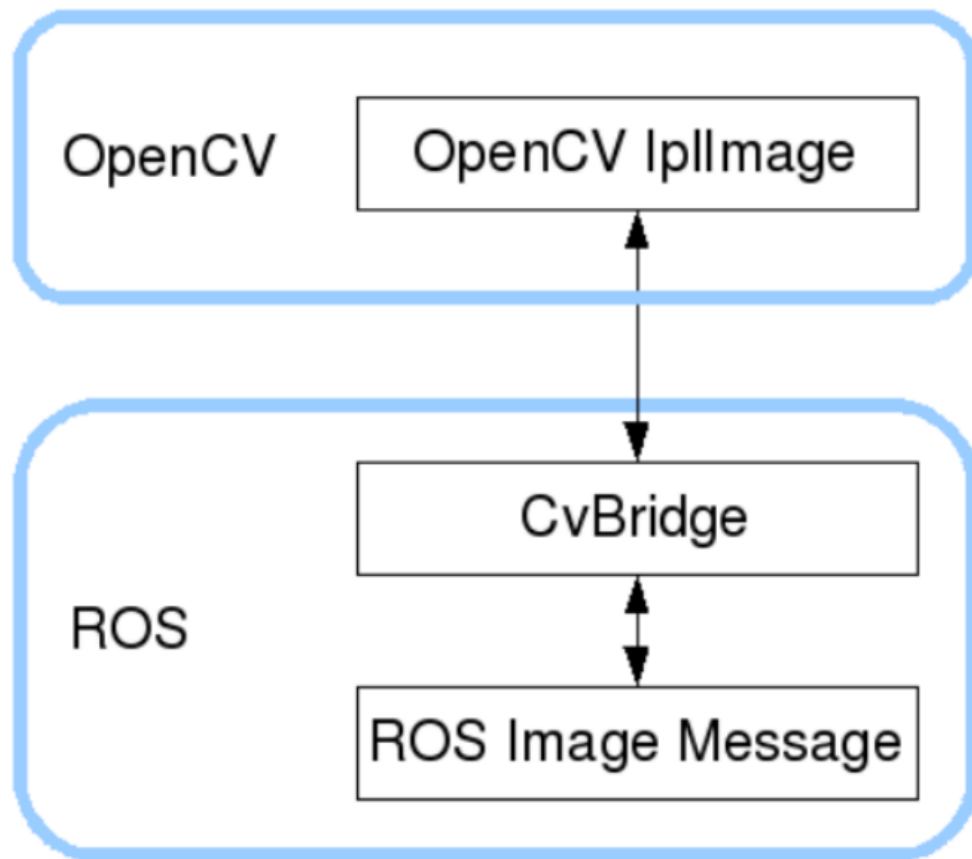 OpenCV
OpenCV IplImage
CvBridge
ROS
ROS Image Message